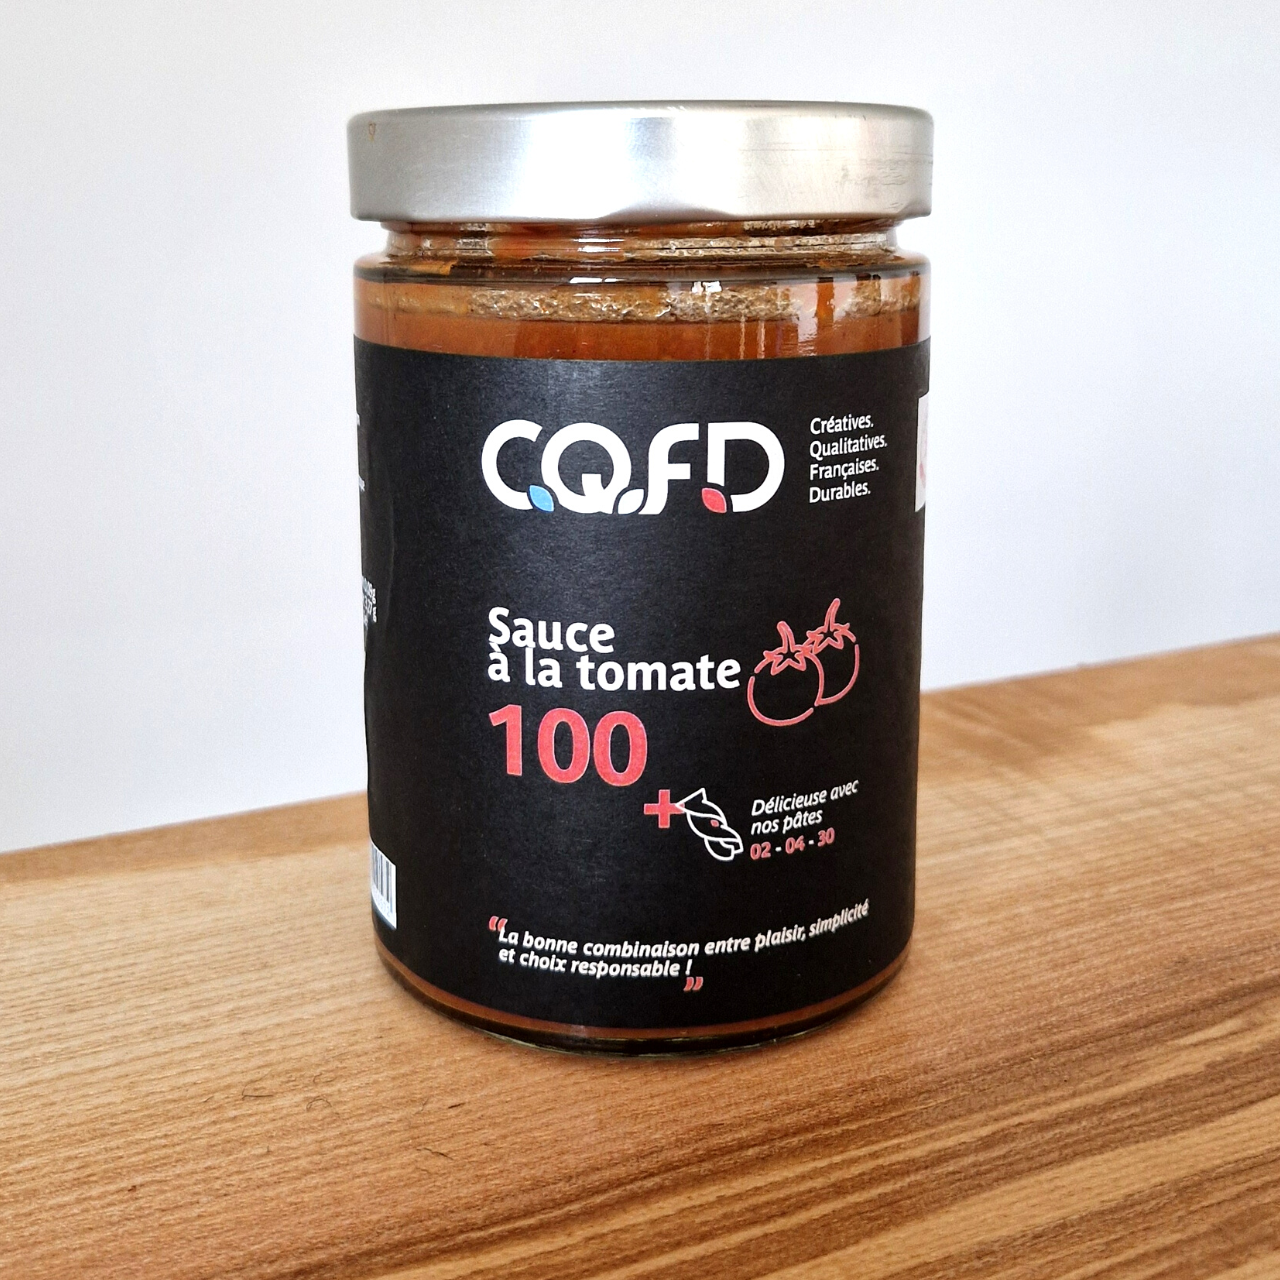 C.Q.F.D
Créatives.
Qualitatives.
Françaises.
Durables.
Sauce
à la tomate
100
+
Délicieuse avec
nos pâtes
02 - 04 - 30
“La bonne combinaison entre plaisir, simplicité
et choix responsable !”